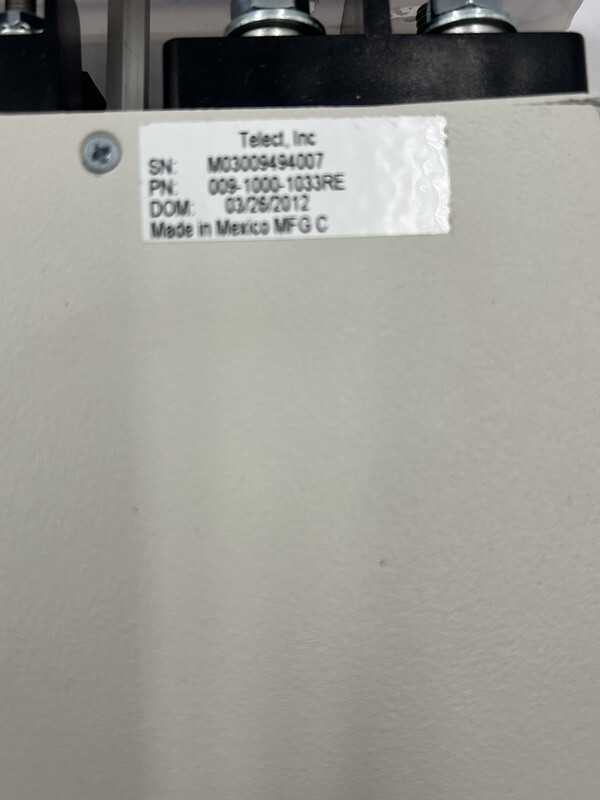 Telect, Inc
SN: M03009494007
PN: 009-1000-1033RE
DOM: 03/26/2012
Made in Mexico MFG C